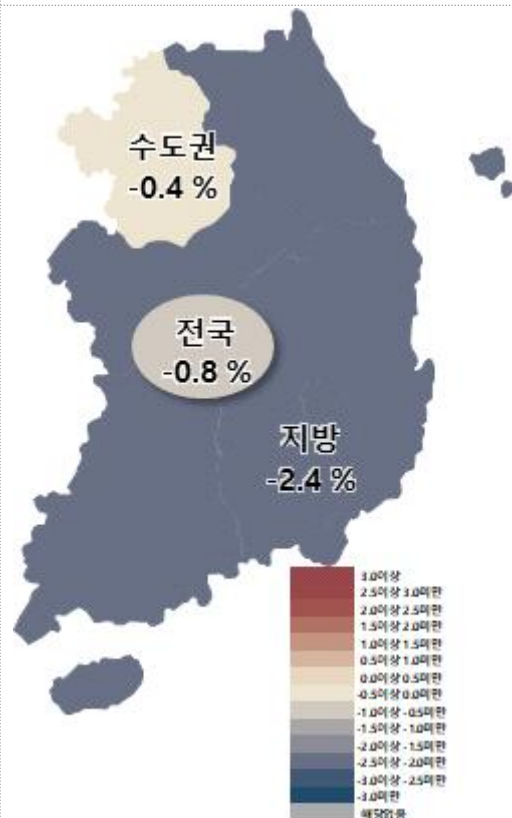 수도권
-0.4 %
전국
-0.8 %
지방
-2.4 %
3.0이상
2.5이상 3.0미만
2.0이상 2.5미만
1.5이상 2.0미만
1.0이상 1.5미만
0.5이상 1.0미만
0.0이상 0.5미만
-0.5이상 0.0미만
-1.0이상 -0.5미만
-1.5이상 -1.0미만
-2.0이상 -1.5미만
-2.5이상 -2.0미만
-3.0이상 -2.5미만
-3.0미만
해당없음